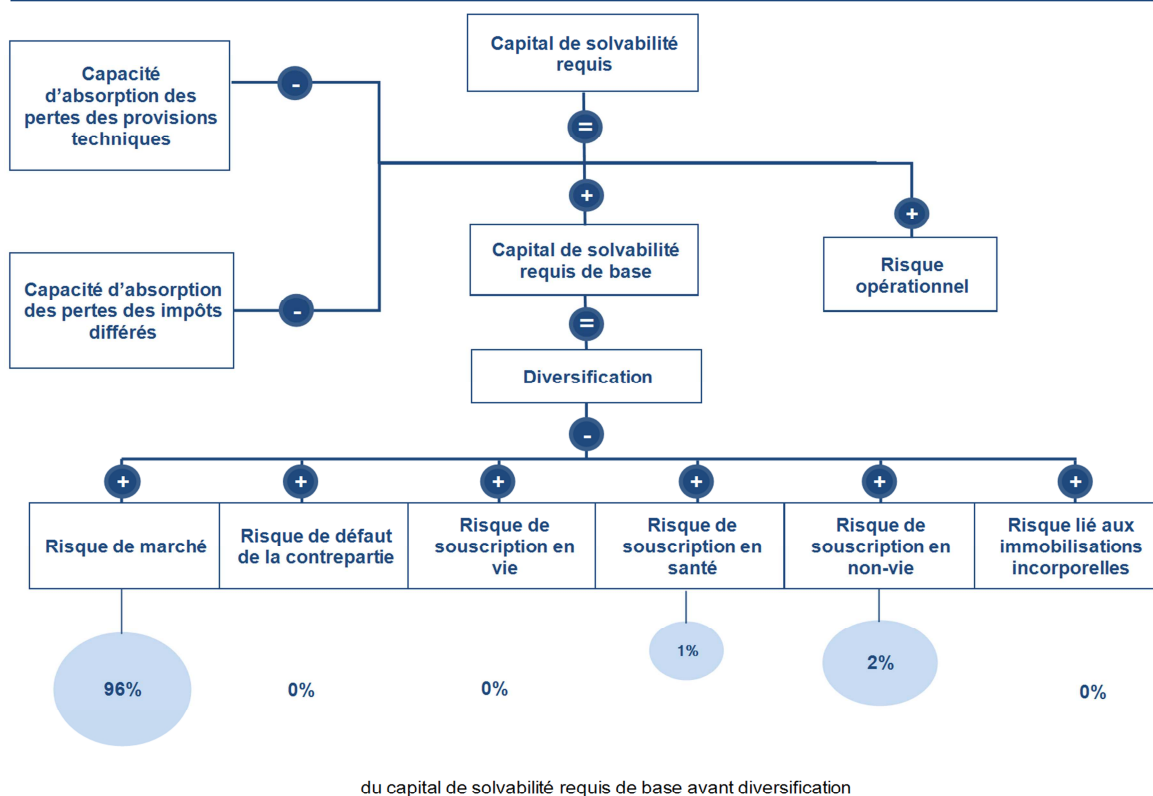 Capital de solvabilité
requis
Capacité
d'absorption des
pertes des provisions
techniques
-
=
+
+
Capital de solvabilité
requis de base
Risque
opérationnel
Capacité d'absorption
des pertes des impôts
différés
-
=
Diversification
-
+
+
+
+
+
+
Risque de marché
Risque de défaut
de la contrepartie
Risque de
souscription en
vie
Risque de
souscription en
santé
Risque de
souscription en
non-vie
Risque lié aux
immobilisations
incorporelles
96%
0%
0%
1%
2%
0%
du capital de solvabilité requis de base avant diversification